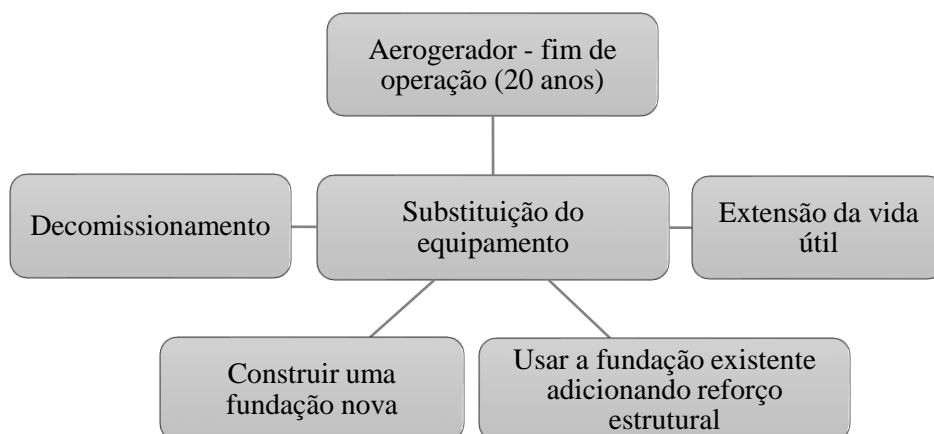 Aerogerador - fim de
operação (20 anos)
Decomissionamento
Substituição do
equipamento
Extensão da vida
útil
Construir uma
fundação nova
Usar a fundação existente
adicionando reforço
estrutural